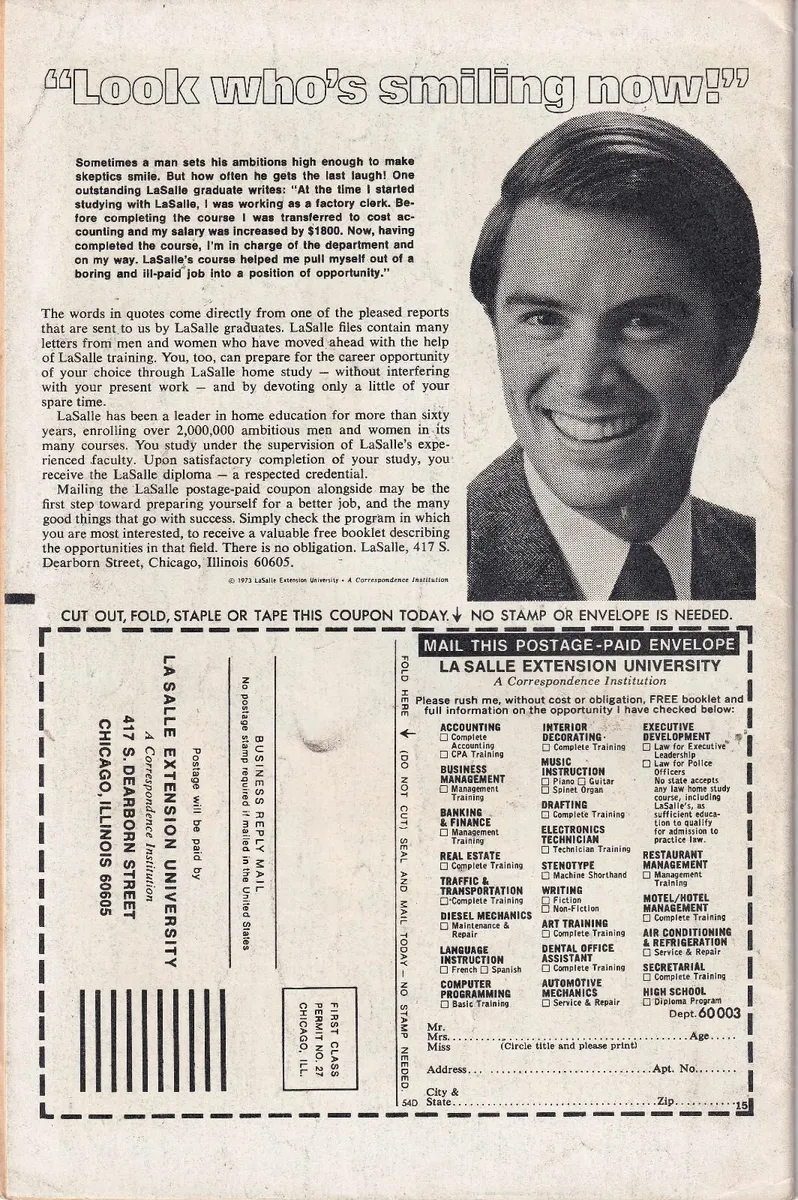 “Look who’s smiling now!”
Sometimes a man sets his ambitions high enough to make
skeptics smile. But how often he gets the last laugh! One
outstanding LaSalle graduate writes: "At the time I started
studying with LaSalle, I was working as a factory clerk. Be-
fore completing the course I was transferred to cost ac-
counting and my salary was increased by $1800. Now, having
completed the course, I'm in charge of the department and
on my way. LaSalle's course helped me pull myself out of a
boring and ill-paid job into a position of opportunity."
The words in quotes come directly from one of the pleased reports
that are sent to us by LaSalle graduates. LaSalle files contain many
letters from men and women who have moved ahead with the help
of LaSalle training. You, too, can prepare for the career opportunity
of your choice through LaSalle home study — without interfering
with your present work — and by devoting only a little of your
spare time.
LaSalle has been a leader in home education for more than sixty
years, enrolling over 2,000,000 ambitious men and women in its
many courses. You study under the supervision of LaSalle's expe-
rienced faculty. Upon satisfactory completion of your study, you
receive the LaSalle diploma — a respected credential.
Mailing the LaSalle postage-paid coupon alongside may be the
first step toward preparing yourself for a better job, and the many
good things that go with success. Simply check the program in which
you are most interested, to receive a valuable free booklet describing
the opportunities in that field. There is no obligation. LaSalle, 417 S.
Dearborn Street, Chicago, Illinois 60605.
© 1973 LaSalle Extension University • A Correspondence Institution
CUT OUT, FOLD, STAPLE OR TAPE THIS COUPON TODAY. ↓ NO STAMP OR ENVELOPE IS NEEDED.
FIRST CLASS
PERMIT NO. 27
CHICAGO, ILL.
BUSINESS REPLY MAIL
No postage stamp required if mailed in the United States
Postage will be paid by
LA SALLE EXTENSION UNIVERSITY
A Correspondence Institution
417 S. DEARBORN STREET
CHICAGO, ILLINOIS 60605
FOLD HERE ← (DO NOT CUT) SEAL AND MAIL TODAY — NO STAMP NEEDED.
54D
MAIL THIS POSTAGE-PAID ENVELOPE
LA SALLE EXTENSION UNIVERSITY
A Correspondence Institution
Please rush me, without cost or obligation, FREE booklet and
full information on the opportunity I have checked below:
ACCOUNTING
☐ Complete
Accounting
☐ CPA Training
BUSINESS
MANAGEMENT
☐ Management
Training
BANKING
& FINANCE
☐ Management
Training
REAL ESTATE
☐ Complete Training
TRAFFIC &
TRANSPORTATION
☐ Complete Training
DIESEL MECHANICS
☐ Maintenance &
Repair
LANGUAGE
INSTRUCTION
☐ French ☐ Spanish
COMPUTER
PROGRAMMING
☐ Basic Training
INTERIOR
DECORATING
☐ Complete Training
MUSIC
INSTRUCTION
☐ Piano ☐ Guitar
☐ Spinet Organ
DRAFTING
☐ Complete Training
ELECTRONICS
TECHNICIAN
☐ Technician Training
STENOTYPE
☐ Machine Shorthand
WRITING
☐ Fiction
☐ Non-Fiction
ART TRAINING
☐ Complete Training
DENTAL OFFICE
ASSISTANT
☐ Complete Training
AUTOMOTIVE
MECHANICS
☐ Service & Repair
EXECUTIVE
DEVELOPMENT
☐ Law for Executive
Leadership
☐ Law for Police
Officers
No state accepts
any law home study
course, including
LaSalle's, as
sufficient educa-
tion to qualify
for admission to
practice law.
RESTAURANT
MANAGEMENT
☐ Management
Training
MOTEL/HOTEL
MANAGEMENT
☐ Complete Training
AIR CONDITIONING
& REFRIGERATION
☐ Service & Repair
SECRETARIAL
☐ Complete Training
HIGH SCHOOL
☐ Diploma Program
Dept. 60003
Mr.
Mrs. Age
Miss (Circle title and please print)
Address Apt. No.
City &
State Zip
15